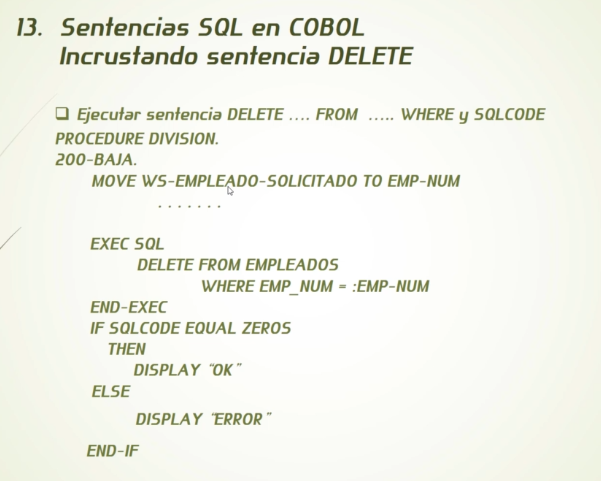 13. Sentencias SQL en COBOL
Incrustando sentencia DELETE
❑ Ejecutar sentencia DELETE .... FROM ..... WHERE y SQLCODE
PROCEDURE DIVISION.
200-BAJA.
MOVE WS-EMPLEADO-SOLICITADO TO EMP-NUM
. . . . . . .
EXEC SQL
DELETE FROM EMPLEADOS
WHERE EMP_NUM = :EMP-NUM
END-EXEC
IF SQLCODE EQUAL ZEROS
THEN
DISPLAY “OK”
ELSE
DISPLAY “ERROR”
END-IF